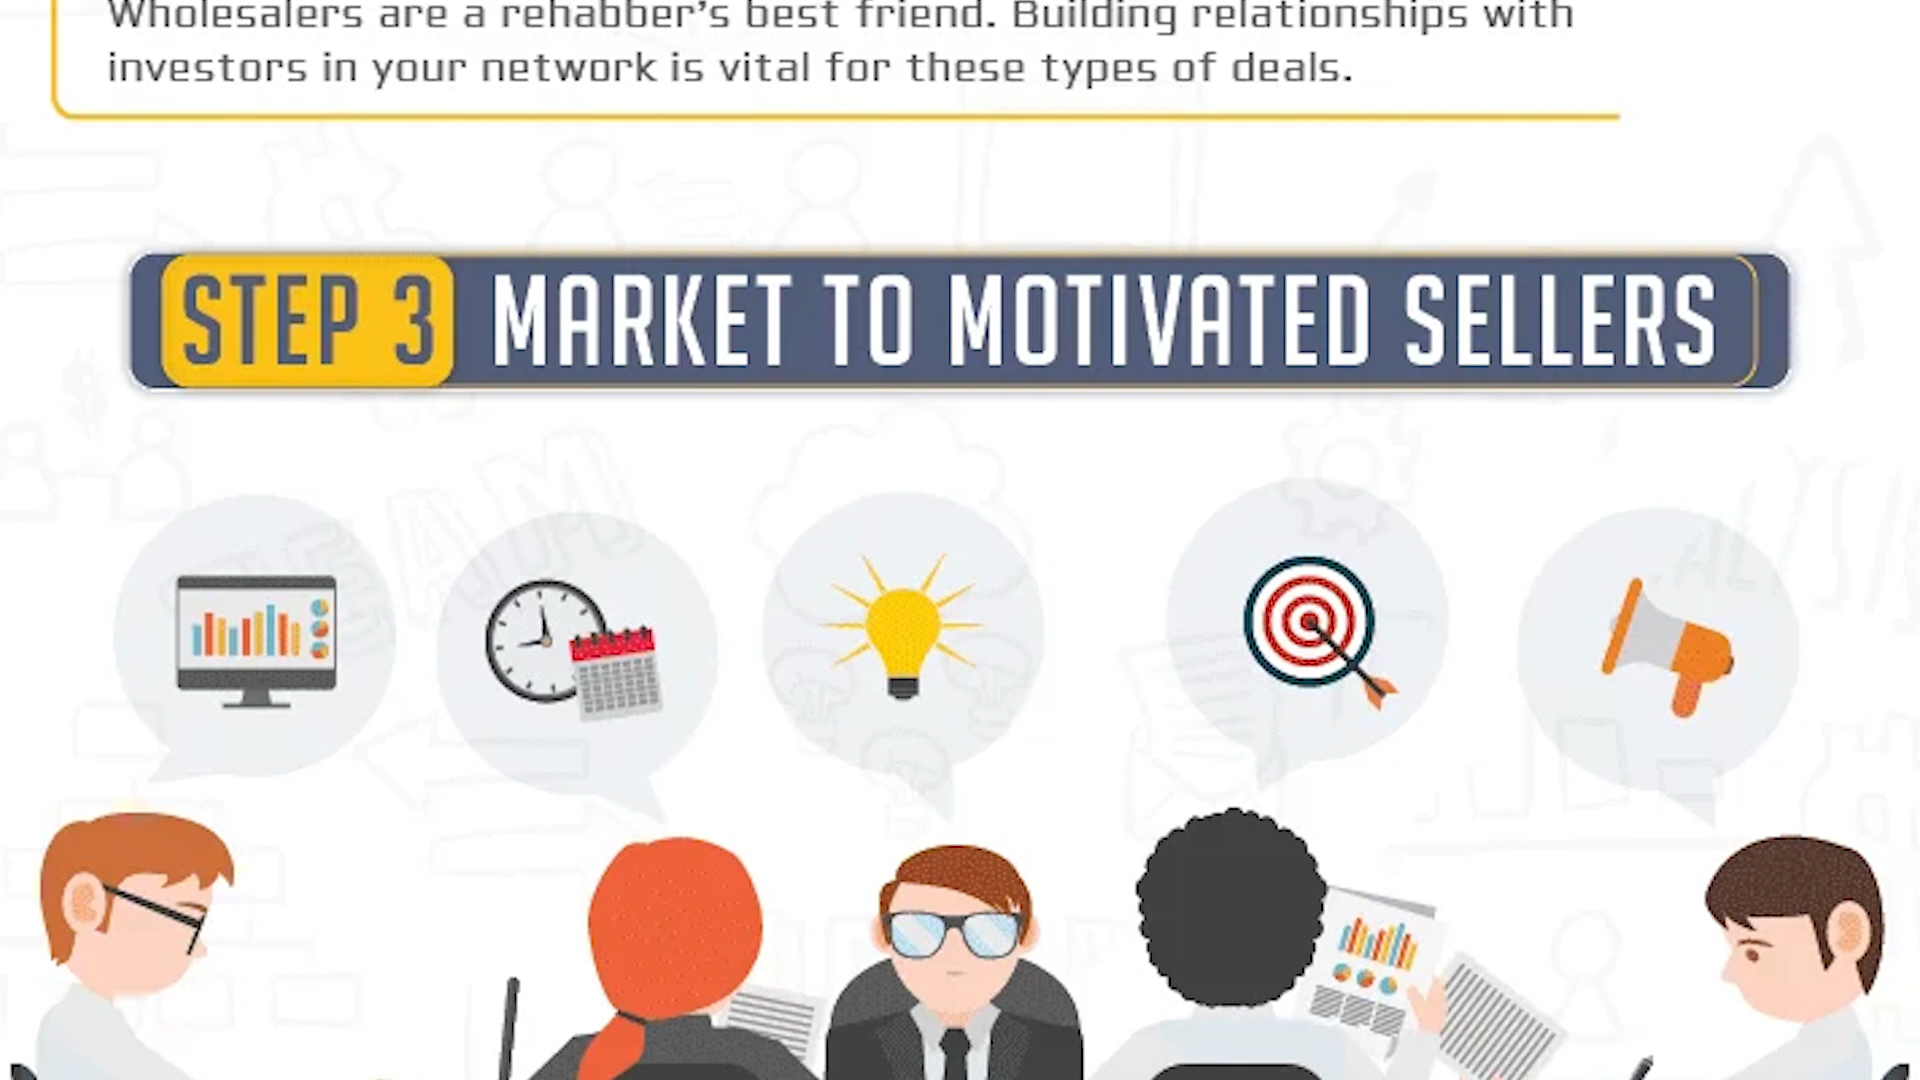 Wholesalers are a rehabber's best friend. Building relationships with
investors in your network is vital for these types of deals.
STEP 3 MARKET TO MOTIVATED SELLERS
TEAM